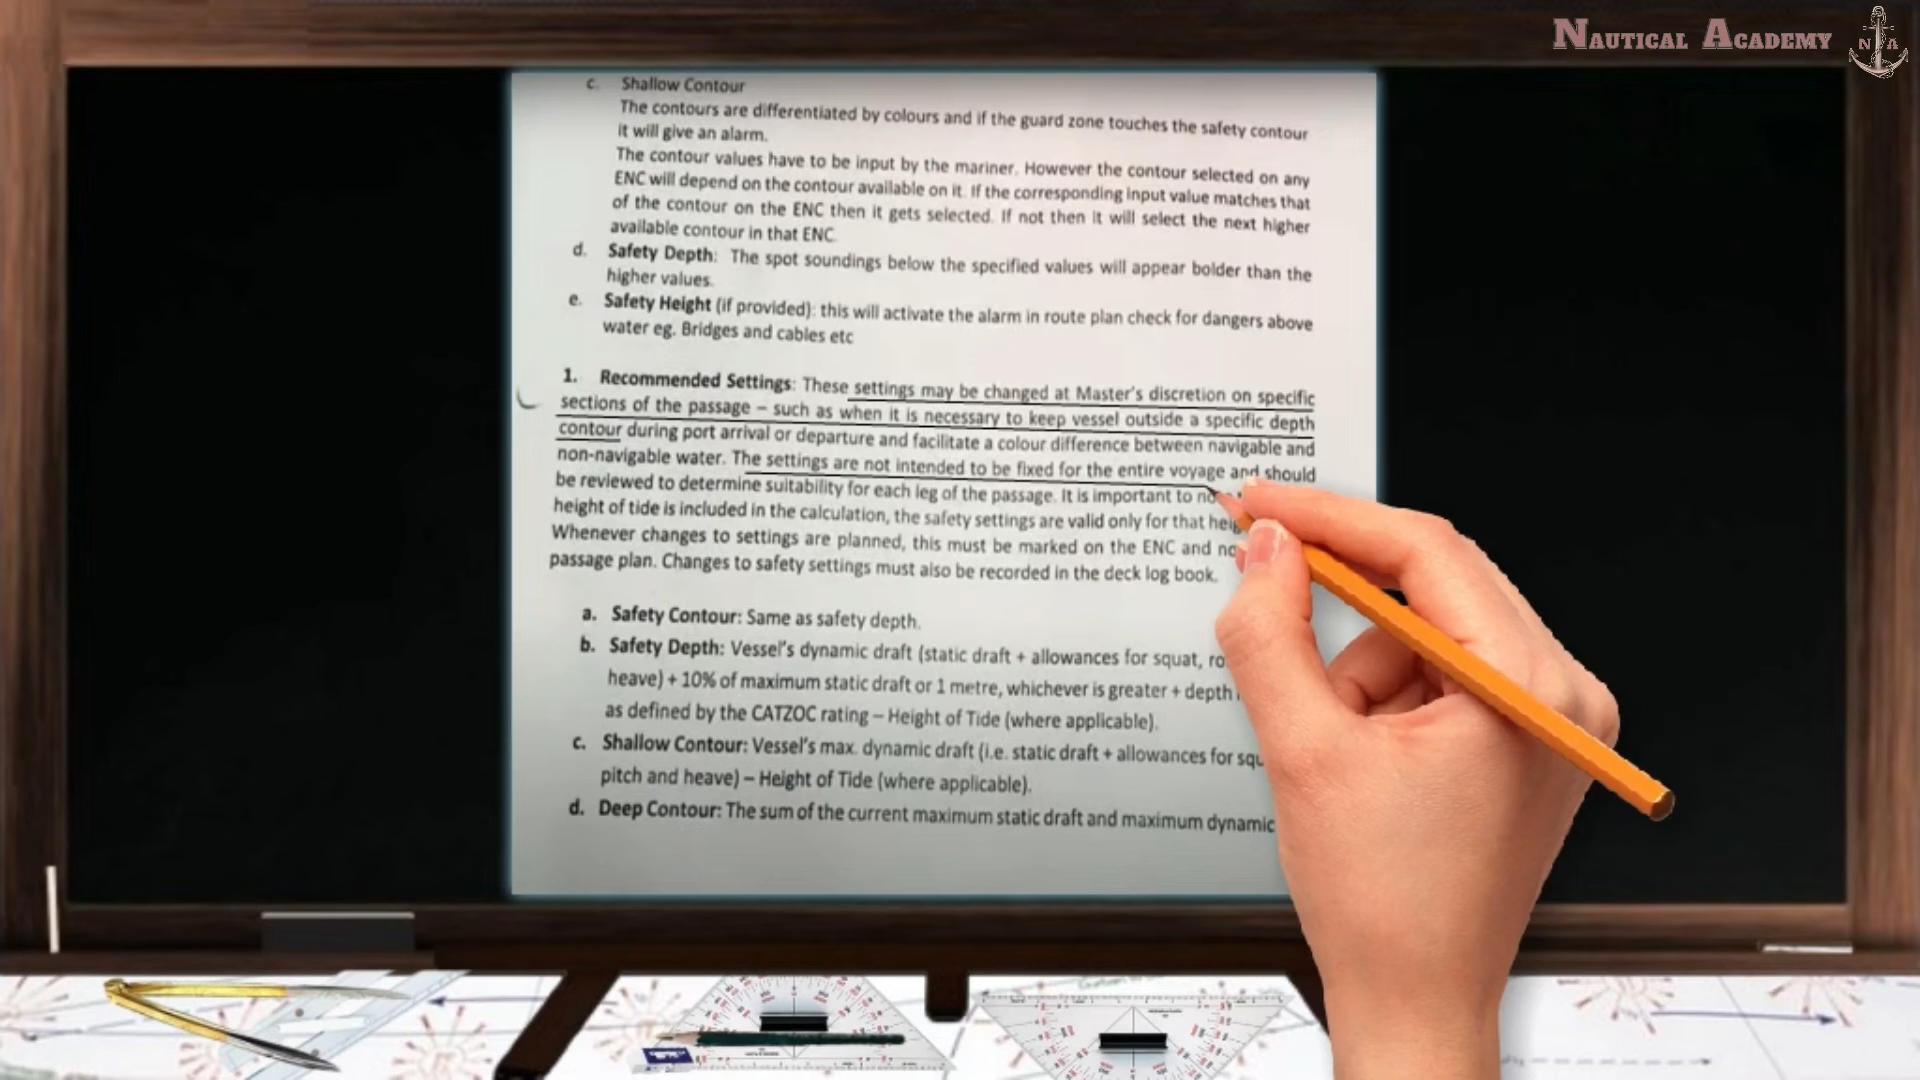 NAUTICAL ACADEMY
N A
c. Shallow Contour
The contours are differentiated by colours and if the guard zone touches the safety contour
it will give an alarm.
The contour values have to be input by the mariner. However the contour selected on any
ENC will depend on the contour available on it. If the corresponding input value matches that
of the contour on the ENC then it gets selected. If not then it will select the next higher
available contour in that ENC.
d. Safety Depth: The spot soundings below the specified values will appear bolder than the
higher values.
e. Safety Height (if provided): this will activate the alarm in route plan check for dangers above
water eg. Bridges and cables etc
1. Recommended Settings: These settings may be changed at Master's discretion on specific
sections of the passage – such as when it is necessary to keep vessel outside a specific depth
contour during port arrival or departure and facilitate a colour difference between navigable and
non-navigable water. The settings are not intended to be fixed for the entire voyage and should
be reviewed to determine suitability for each leg of the passage. It is important to
height of tide is included in the calculation, the safety settings are valid only for that
Whenever changes to settings are planned, this must be marked on the ENC and
passage plan. Changes to safety settings must also be recorded in the deck log book.
a. Safety Contour: Same as safety depth.
b. Safety Depth: Vessel's dynamic draft (static draft + allowances for squat,
heave) + 10% of maximum static draft or 1 metre, whichever is greater + depth
as defined by the CATZOC rating – Height of Tide (where applicable).
c. Shallow Contour: Vessel's max. dynamic draft (i.e. static draft + allowances for
pitch and heave) – Height of Tide (where applicable).
d. Deep Contour: The sum of the current maximum static draft and maximum dynamic